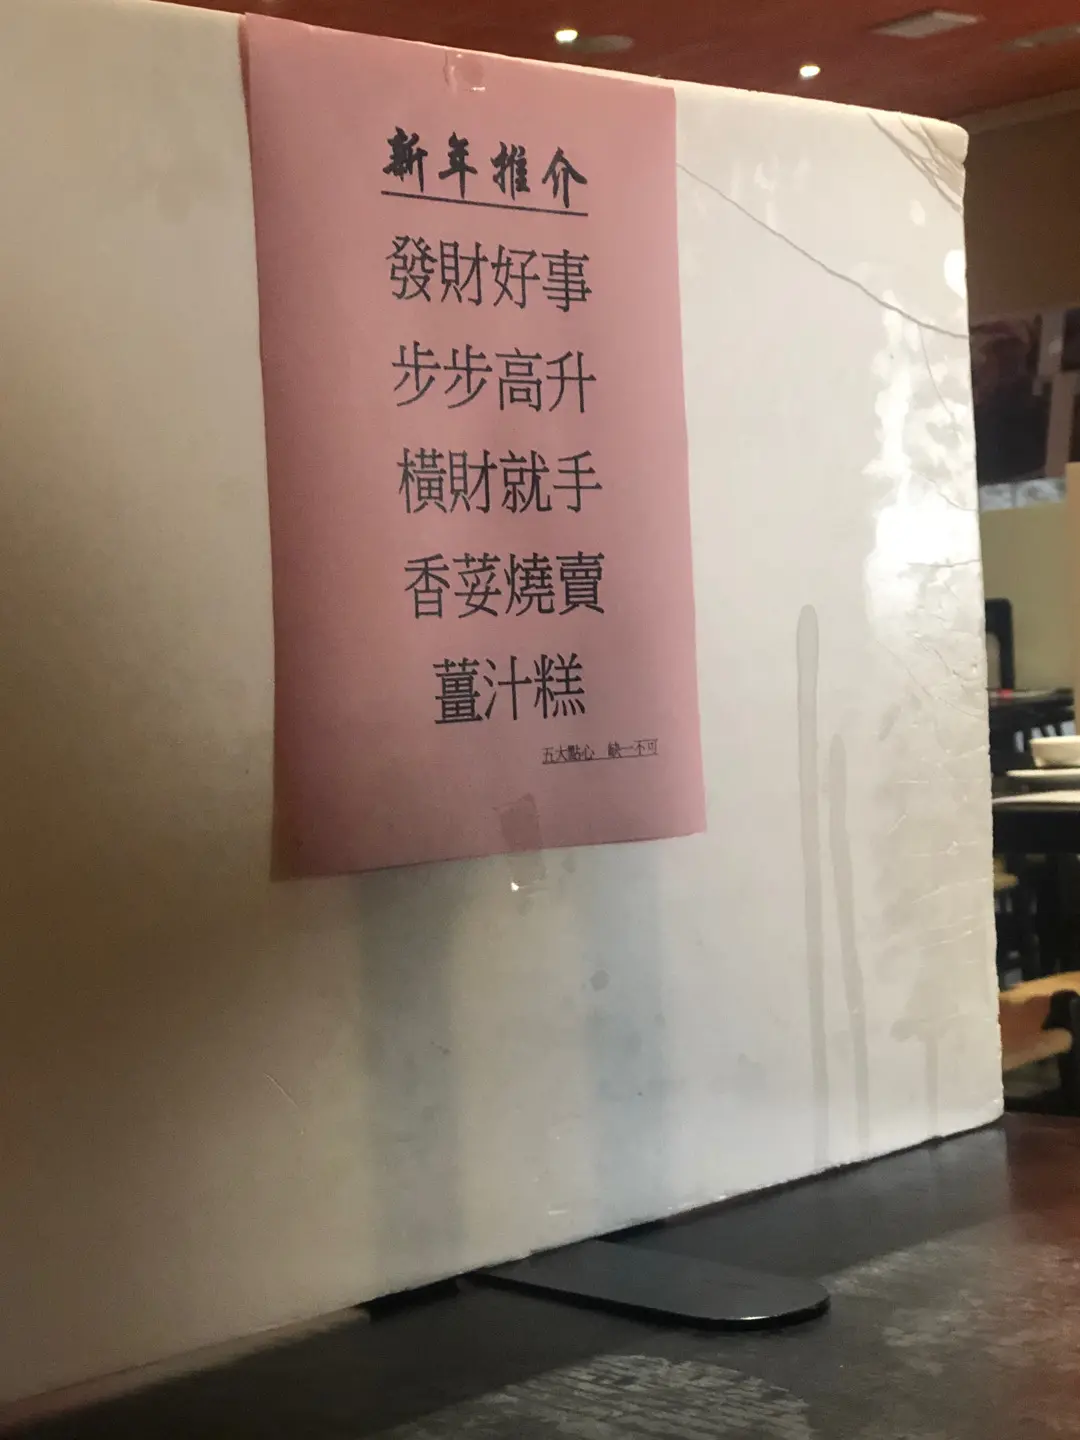 新年推介
發財好事
步步高升
橫財就手
香荽燒賣
薑汁糕
五大點心 缺一不可